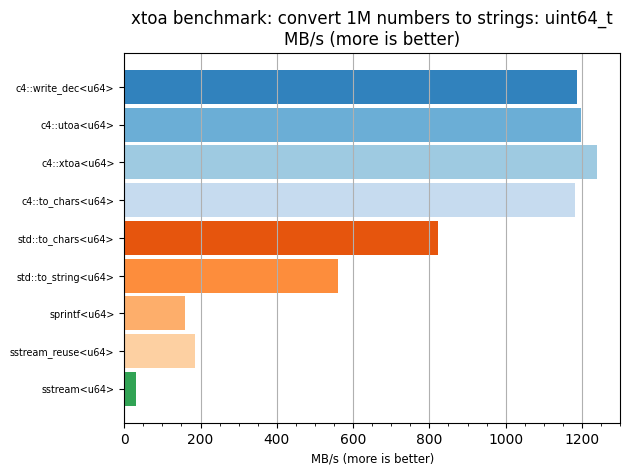 xtoa benchmark: convert 1M numbers to strings: uint64_t
MB/s (more is better)
c4::write_dec<u64>
c4::utoa<u64>
c4::xtoa<u64>
c4::to_chars<u64>
std::to_chars<u64>
std::to_string<u64>
sprintf<u64>
sstream_reuse<u64>
sstream<u64>
0 200 400 600 800 1000 1200
MB/s (more is better)